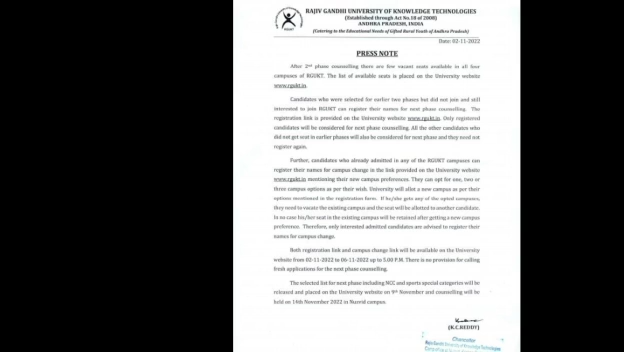 RAJIV GANDHI UNIVERSITY OF KNOWLEDGE TECHNOLOGIES
(Established through Act No.18 of 2008)
ANDHRA PRADESH, INDIA
(Catering to the Educational Needs of Gifted Rural Youth of Andhra Pradesh)
RGUKT
Date: 02-11-2022
PRESS NOTE
After 2nd phase counselling there are few vacant seats available in all four
campuses of RGUKT. The list of available seats is placed on the University website
www.rgukt.in.
Candidates who were selected for earlier two phases but did not join and still
interested to join RGUKT can register their names for next phase counselling. The
registration link is provided on the University website www.rgukt.in. Only registered
candidates will be considered for next phase counselling. All the other candidates who
did not get seat in earlier phases will also be considered for next phase and they need not
register again.
Further, candidates who already admitted in any of the RGUKT campuses can
register their names for campus change in the link provided on the University website
www.rgukt.in mentioning their new campus preferences. They can opt for one, two or
three campus options as per their wish. University will allot a new campus as per their
options mentioned in the registration form. If he/she gets any of the opted campuses,
they need to vacate the existing campus and the seat will be allotted to another candidate.
In no case his/her seat in the existing campus will be retained after getting a new campus
preference. Therefore, only interested admitted candidates are advised to register their
names for campus change.
Both registration link and campus change link will be available on the University
website from 02-11-2022 to 06-11-2022 up to 5.00 P.M. There is no provision for calling
fresh applications for the next phase counselling.
The selected list for next phase including NCC and sports special categories will be
released and placed on the University website on 9th November and counselling will be
held on 14th November 2022 in Nuzvid campus.
(K.C.REDDY)
Chancellor
Rajiv Gandhi University of Knowledge Technologies